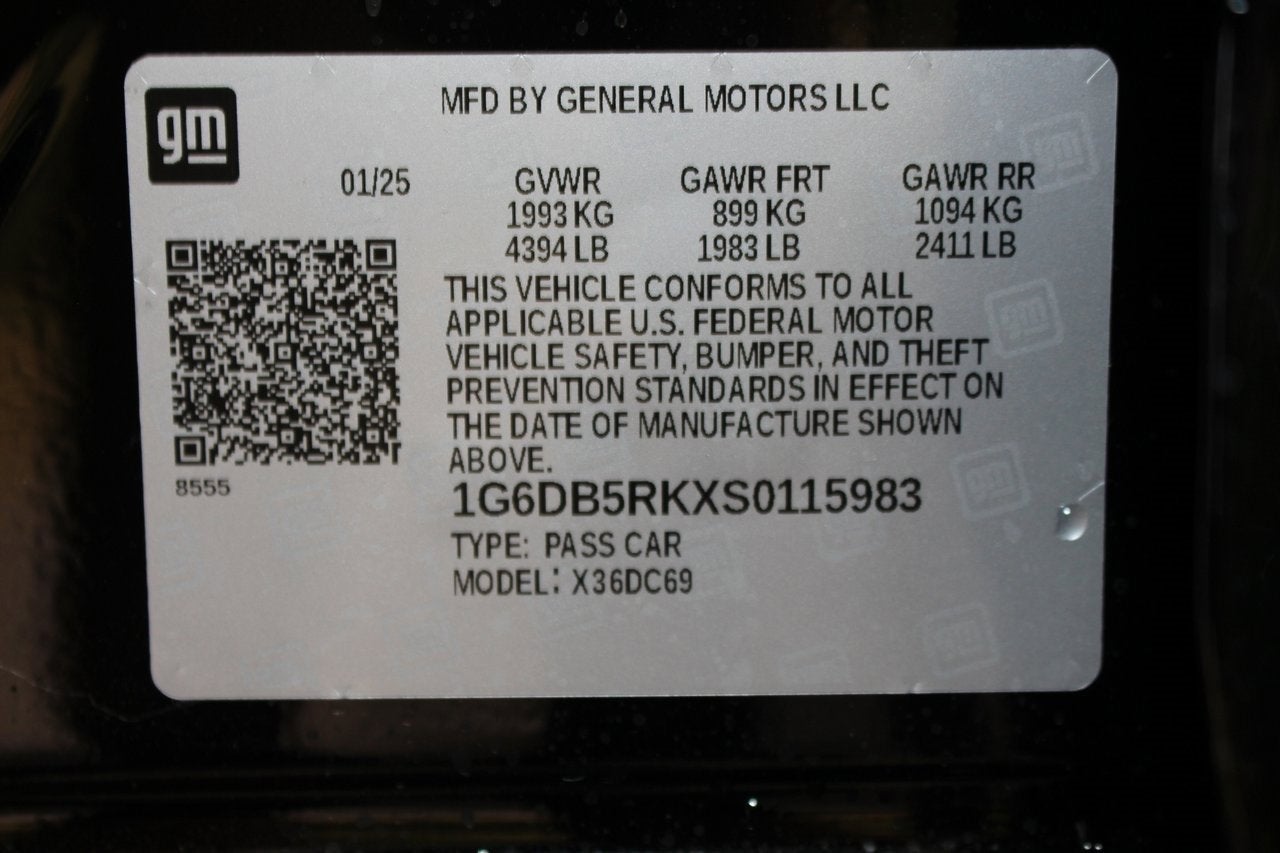 gm
MFD BY GENERAL MOTORS LLC
01/25 GVWR GAWR FRT GAWR RR
1993 KG 899 KG 1094 KG
4394 LB 1983 LB 2411 LB
THIS VEHICLE CONFORMS TO ALL
APPLICABLE U.S. FEDERAL MOTOR
VEHICLE SAFETY, BUMPER, AND THEFT
PREVENTION STANDARDS IN EFFECT ON
THE DATE OF MANUFACTURE SHOWN
ABOVE.
8555
1G6DB5RKXS0115983
TYPE: PASS CAR
MODEL: X36DC69